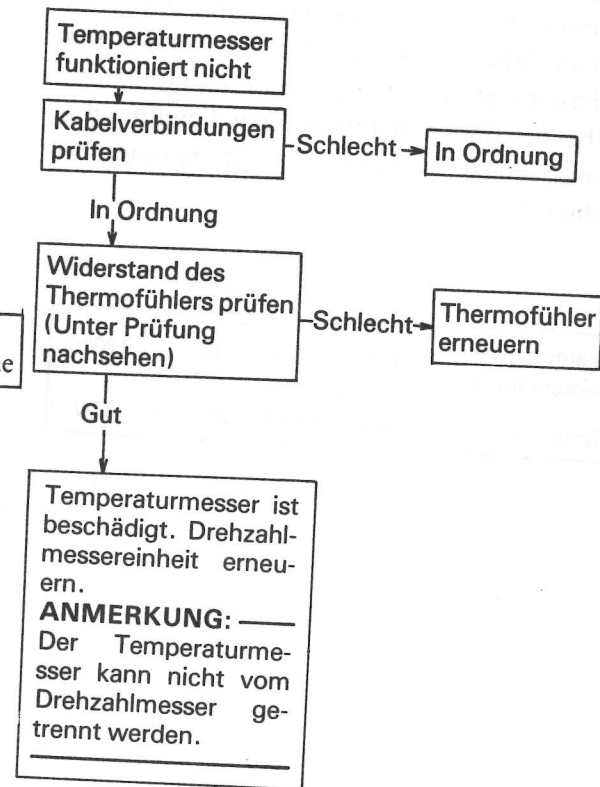 Temperaturmesser
funktioniert nicht
Kabelverbindungen
prüfen
Schlecht
In Ordnung
In Ordnung
Widerstand des
Thermofühlers prüfen
(Unter Prüfung
nachsehen)
Schlecht
Thermofühler
erneuern
Gut
Temperaturmesser ist
beschädigt. Drehzahl-
messereinheit erneu-
ern.
ANMERKUNG:
Der Temperaturme-
sser kann nicht vom
Drehzahlmesser ge-
trennt werden.